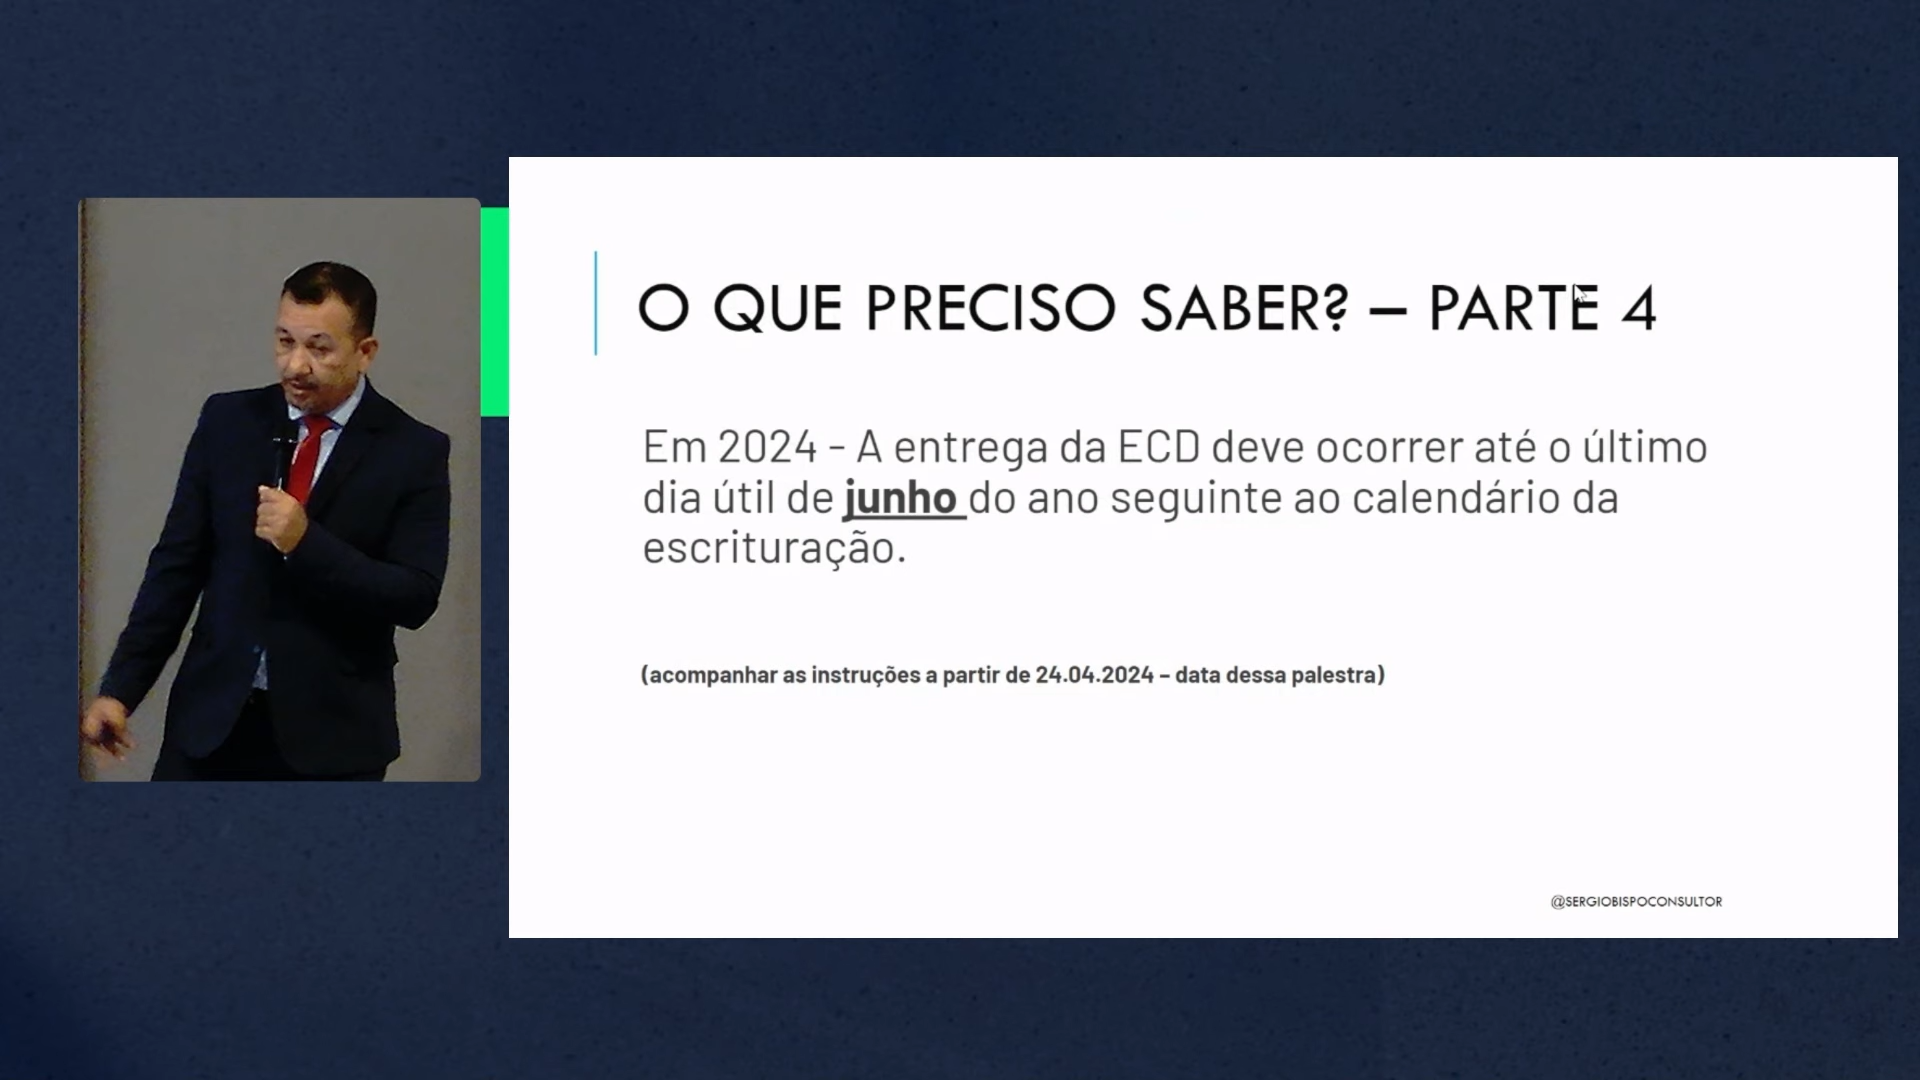 O QUE PRECISO SABER? – PARTE 4
Em 2024 - A entrega da ECD deve ocorrer até o último
dia útil de junho do ano seguinte ao calendário da
escrituração.
(acompanhar as instruções a partir de 24.04.2024 – data dessa palestra)
@SERGIOBISPOCONSULTOR